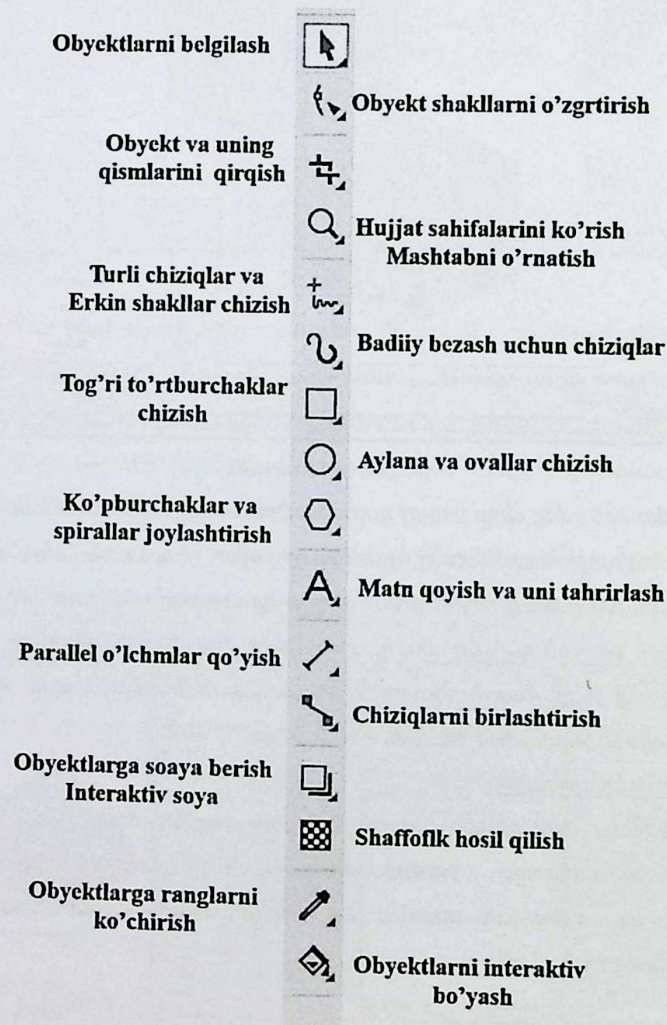 Obyektlarni belgilash
Obyekt shakllarni o'zgrtirish
Obyekt va uning
qismlarini qirqish
Hujjat sahifalarini ko'rish
Mashtabni o'rnatish
Turli chiziqlar va
Erkin shakllar chizish
Badiiy bezash uchun chiziqlar
Tog'ri to'rtburchaklar
chizish
Aylana va ovallar chizish
Ko'pburchaklar va
spirallar joylashtirish
Matn qoyish va uni tahrirlash
Parallel o'lchmlar qo'yish
Chiziqlarni birlashtirish
Obyektlarga soaya berish
Interaktiv soya
Shaffoflk hosil qilish
Obyektlarga ranglarni
ko'chirish
Obyektlarni interaktiv
bo'yash